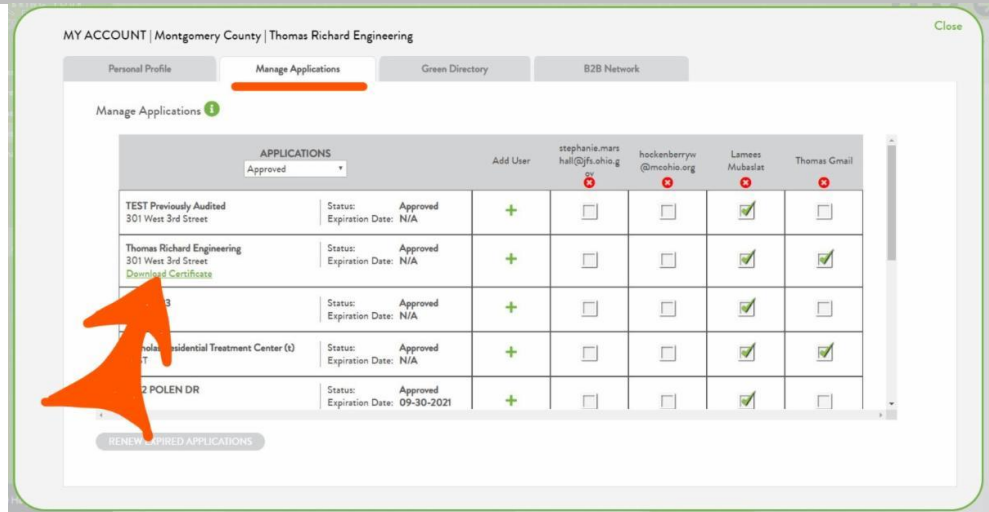 Close
MY ACCOUNT | Montgomery County | Thomas Richard Engineering
Personal Profile
Manage Applications
Green Directory
B2B Network
Manage Applications i
APPLICATIONS
Approved
Add User
stephanie.mars
hall@jfs.ohio.g
ov
hockenberryw
@mcohio.org
Lamees
Mubaslat
Thomas Gmail
TEST Previously Audited
301 West 3rd Street
Status: Approved
Expiration Date: N/A
Thomas Richard Engineering
301 West 3rd Street
Download Certificate
Status: Approved
Expiration Date: N/A
3
Status: Approved
Expiration Date: N/A
Residential Treatment Center (t)
Status: Approved
Expiration Date: N/A
2 POLEN DR
Status: Approved
Expiration Date: 09-30-2021
RENEW EXPIRED APPLICATIONS